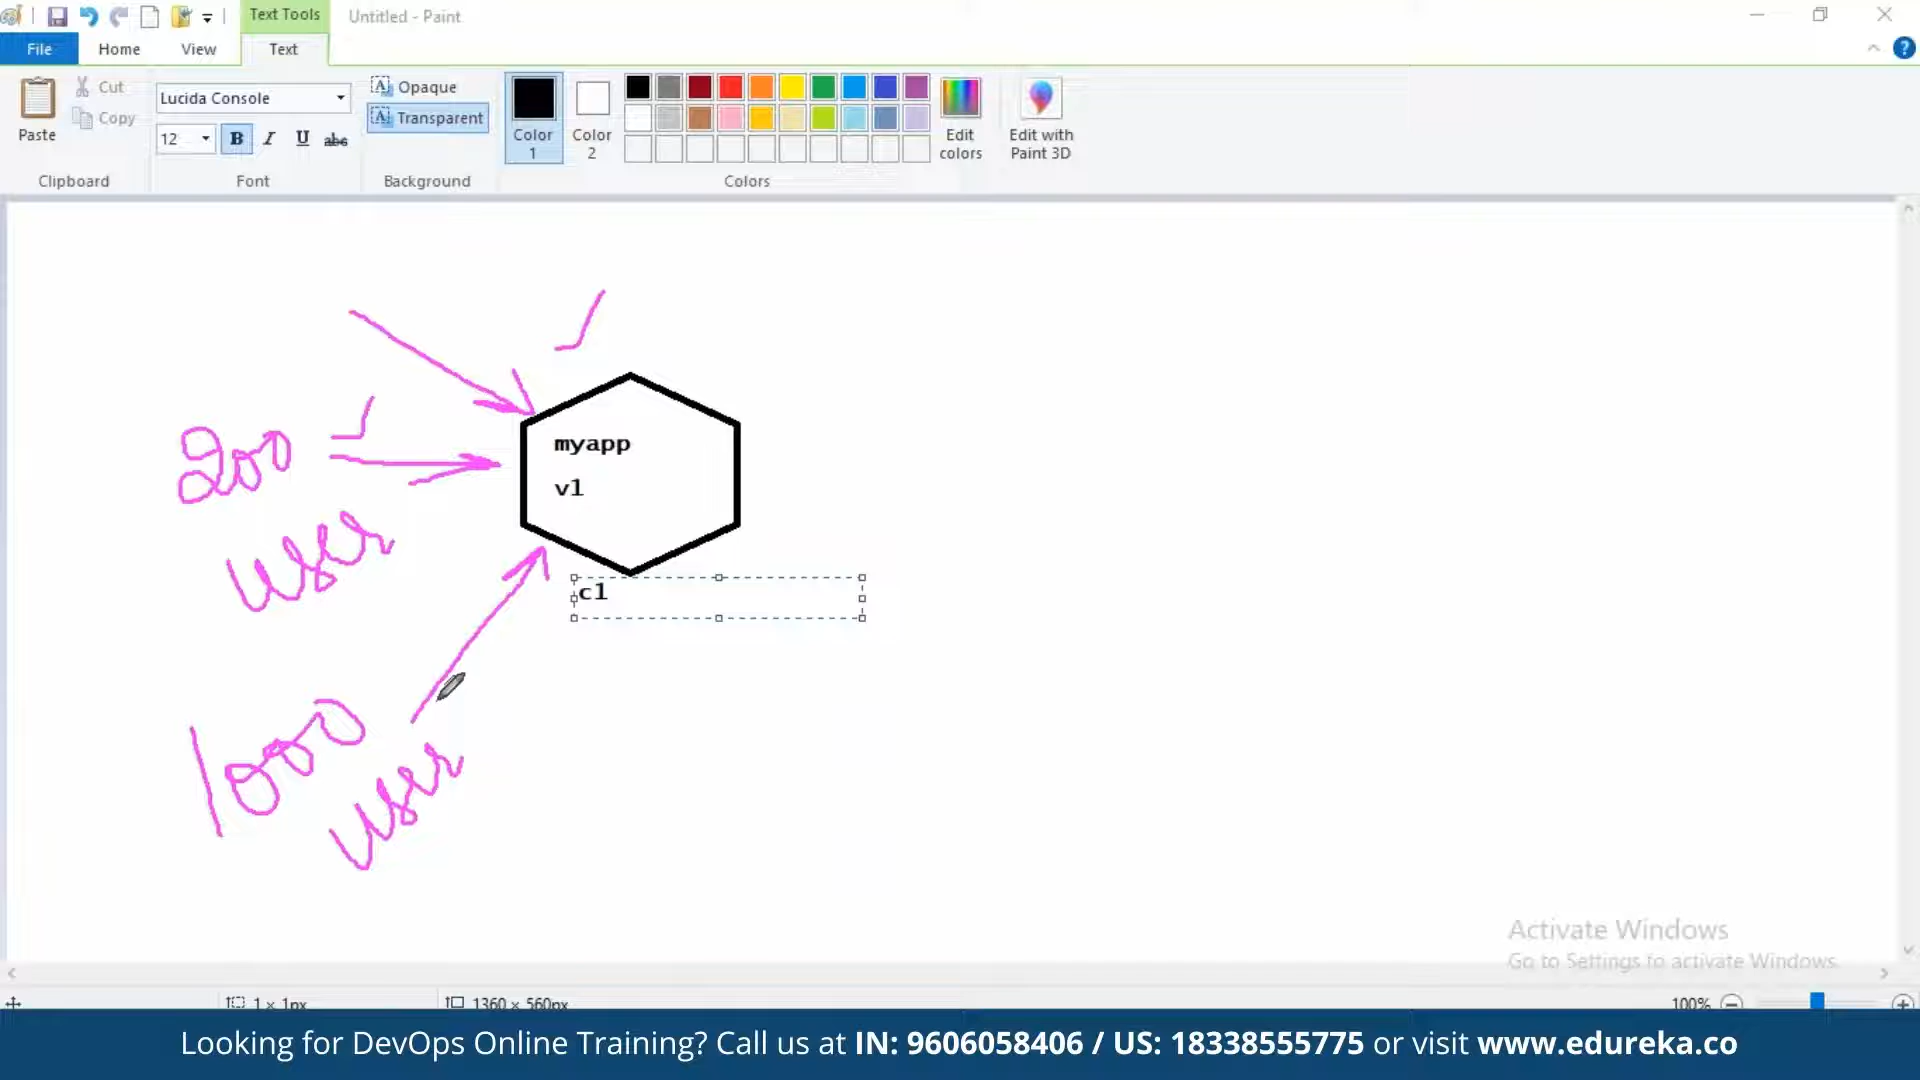 Text Tools
Untitled - Paint
File
Home
View
Text
Paste
Cut
Copy
Clipboard
Lucida Console
12
B
I
U
abc
Font
Opaque
Transparent
Background
Color
1
Color
2
Edit
colors
Colors
Edit with
Paint 3D
myapp
v1
c1
200
user
1000
user
Activate Windows
Go to Settings to activate Windows.
1 × 1px
1360 × 560px
100%
Looking for DevOps Online Training? Call us at IN: 9606058406 / US: 18338555775 or visit www.edureka.co